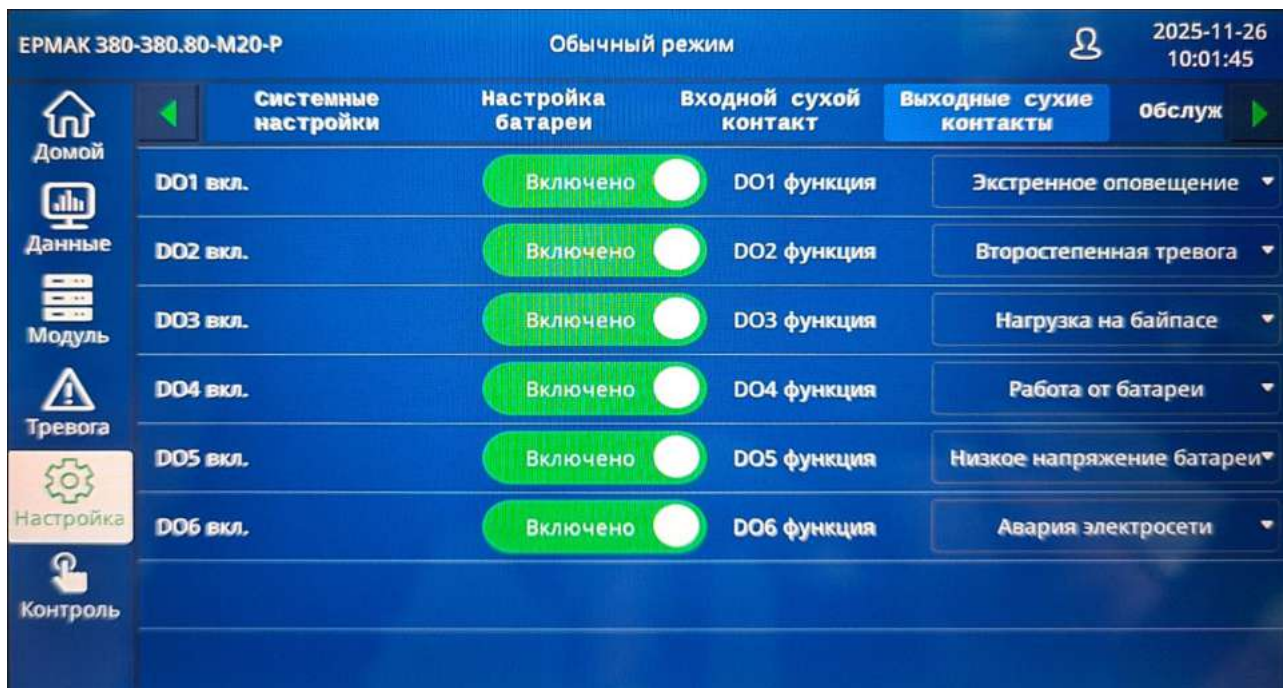 ЕРМАК 380-380.80-М20-Р
Обычный режим
2025-11-26
10:01:45
Домой
Системные
настройки
Настройка
батареи
Входной сухой
контакт
Выходные сухие
контакты
Обслуж
DO1 вкл.
Включено
DO1 функция
Экстренное оповещение
Данные
DO2 вкл.
Включено
DO2 функция
Второстепенная тревога
Модуль
DO3 вкл.
Включено
DO3 функция
Нагрузка на байпасе
Тревога
DO4 вкл.
Включено
DO4 функция
Работа от батареи
Настройка
DO5 вкл.
Включено
DO5 функция
Низкое напряжение батареи
DO6 вкл.
Включено
DO6 функция
Авария электросети
Контроль